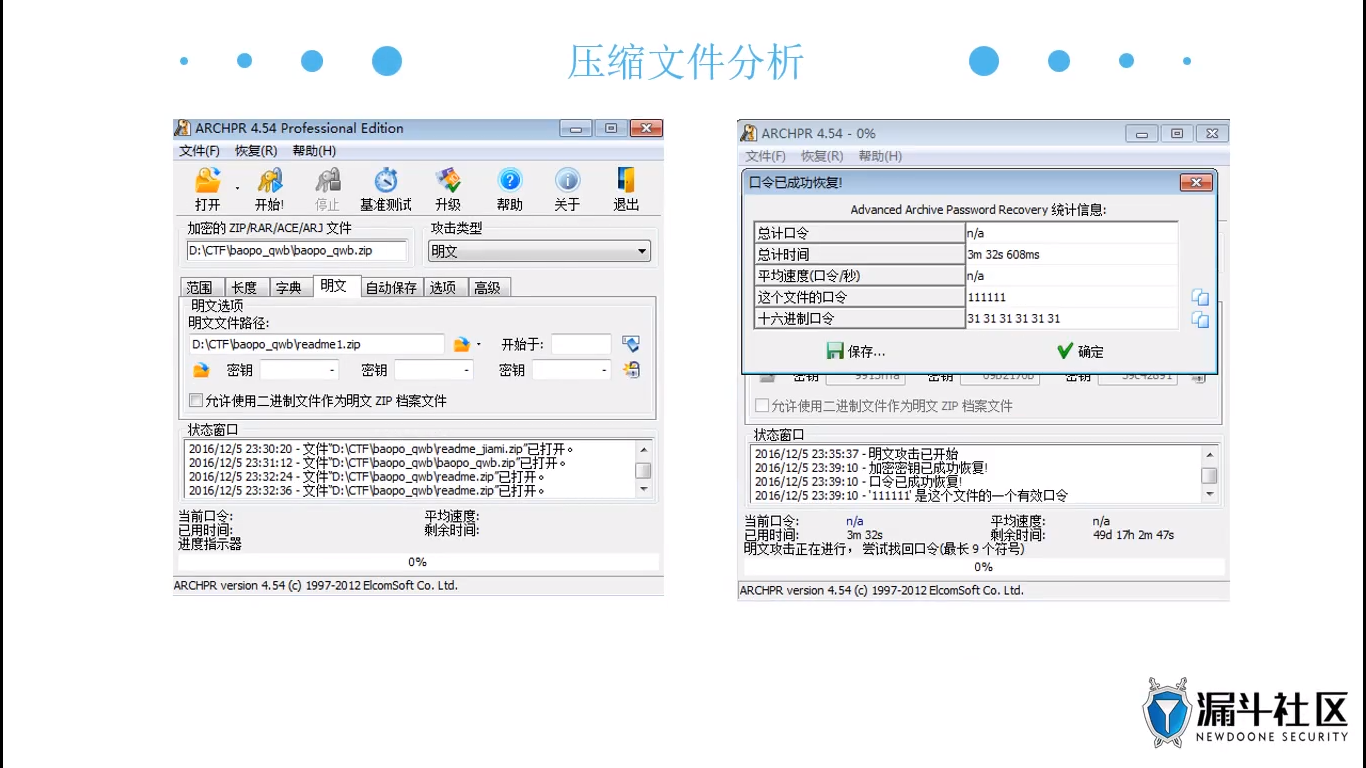 压缩文件分析
ARCHPR 4.54 Professional Edition
文件(F) 恢复(R) 帮助(H)
打开 开始! 停止 基准测试 升级 帮助 关于 退出
加密的 ZIP/RAR/ACE/ARJ 文件 攻击类型
D:\CTF\baopo_qwb\baopo_qwb.zip 明文
范围 长度 字典 明文 自动保存 选项 高级
明文选项
明文文件路径:
D:\CTF\baopo_qwb\readme1.zip 开始于:
密钥 - 密钥 - 密钥 -
允许使用二进制文件作为明文 ZIP 档案文件
状态窗口
2016/12/5 23:30:20 - 文件“D:\CTF\baopo_qwb\readme_jiami.zip”已打开。
2016/12/5 23:31:12 - 文件“D:\CTF\baopo_qwb\baopo_qwb.zip”已打开。
2016/12/5 23:32:24 - 文件“D:\CTF\baopo_qwb\readme.zip”已打开。
2016/12/5 23:32:36 - 文件“D:\CTF\baopo_qwb\readme.zip”已打开。
当前口令: 平均速度:
已用时间: 剩余时间:
进度指示器
0%
ARCHPR version 4.54 (c) 1997-2012 ElcomSoft Co. Ltd.
ARCHPR 4.54 - 0%
文件(F) 恢复(R) 帮助(H)
口令已成功恢复!
Advanced Archive Password Recovery 统计信息:
总计口令 n/a
总计时间 3m 32s 608ms
平均速度(口令/秒) n/a
这个文件的口令 111111
十六进制口令 31 31 31 31 31 31
保存... 确定
密钥 密钥 密钥
允许使用二进制文件作为明文 ZIP 档案文件
状态窗口
2016/12/5 23:35:37 - 明文攻击已开始
2016/12/5 23:39:10 - 加密密钥已成功恢复!
2016/12/5 23:39:10 - 口令已成功恢复!
2016/12/5 23:39:10 - '111111' 是这个文件的一个有效口令
当前口令: n/a 平均速度: n/a
已用时间: 3m 32s 剩余时间: 49d 17h 2m 47s
明文攻击正在进行，尝试找回口令(最长 9 个符号)
0%
ARCHPR version 4.54 (c) 1997-2012 ElcomSoft Co. Ltd.
漏斗社区
NEWDOONE SECURITY